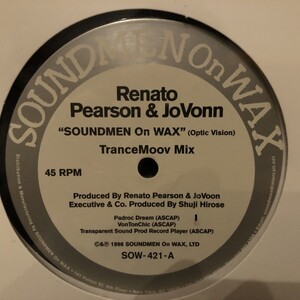 SOUNDMEN On WAX
Renato
Pearson & JoVonn
"SOUNDMEN On WAX" (Optic Vision)
TranceMoov Mix
45 RPM
Produced By Renato Pearson & JoVoon
Executive & Co. Produced By Shuji Hirose
Padroc Dream (ASCAP)
VonTonChic (ASCAP)
Transparent Sound Prod Record Player (ASCAP)
©&℗ 1996 SOUNDMEN On WAX, LTD
SOW-421-A